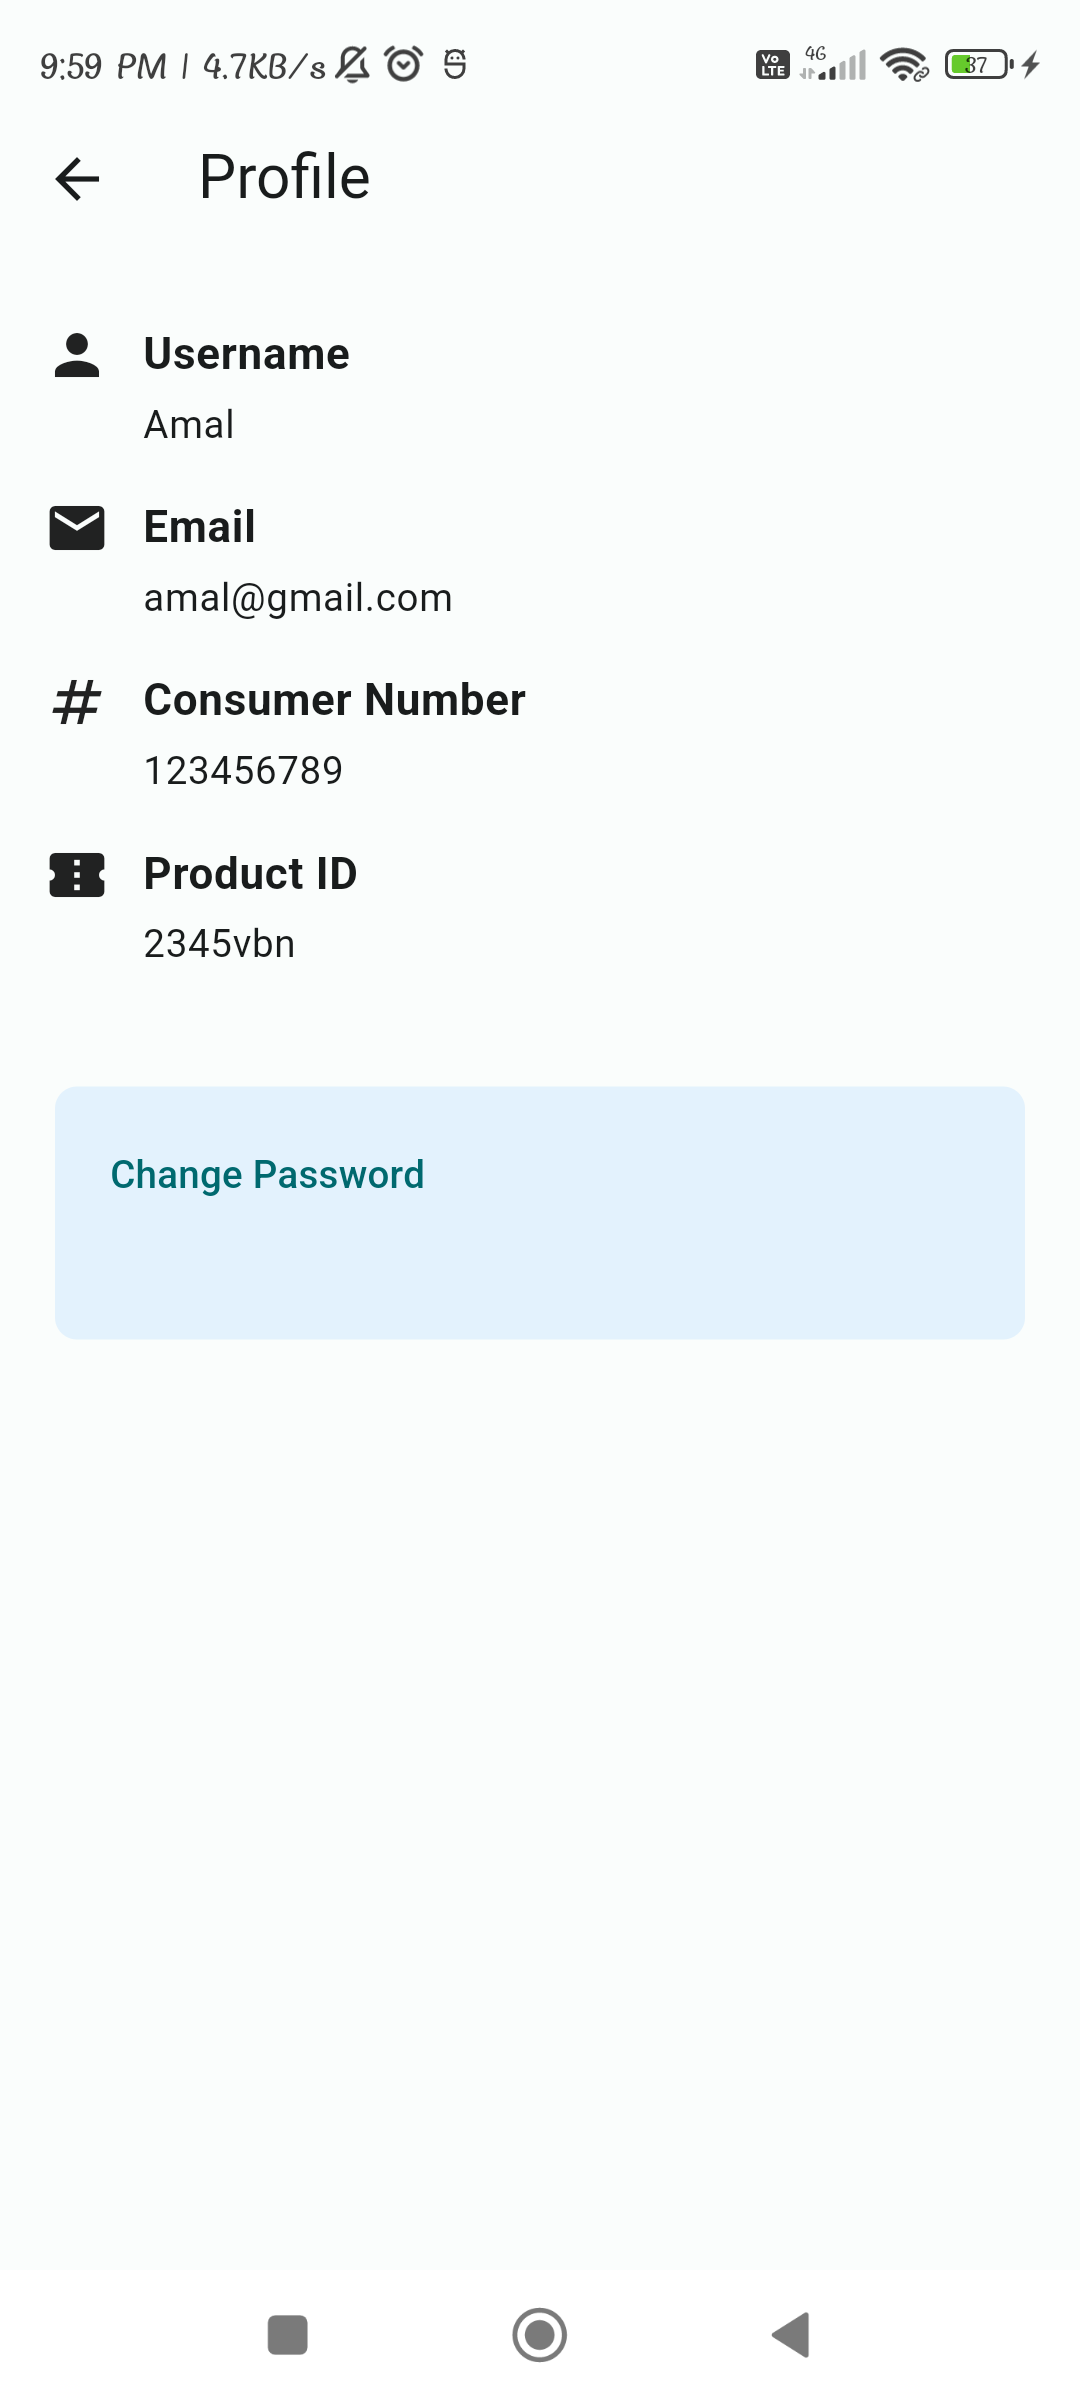 9:59 PM | 4.7KB/s Vo LTE 4G 37
Profile
Username
Amal
Email
amal@gmail.com
Consumer Number
123456789
Product ID
2345vbn
Change Password